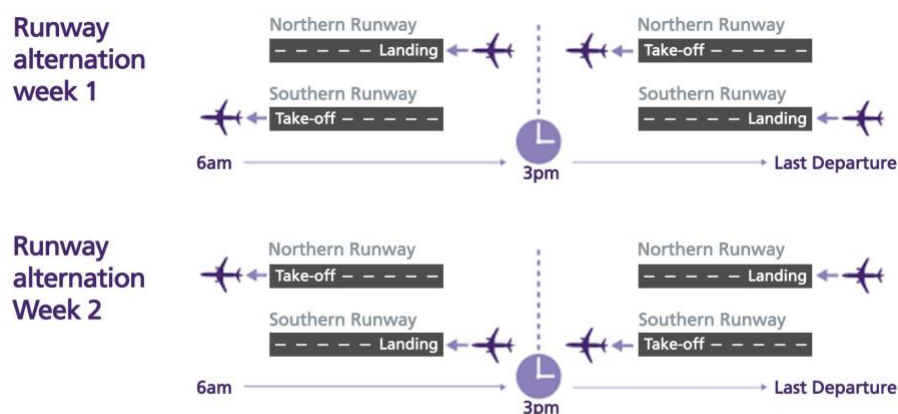 Runway
alternation
week 1
Northern Runway
Landing
Southern Runway
Take-off
Northern Runway
Take-off
Southern Runway
Landing
6am
3pm
Last Departure
Runway
alternation
Week 2
Northern Runway
Take-off
Southern Runway
Landing
Northern Runway
Landing
Southern Runway
Take-off
6am
3pm
Last Departure